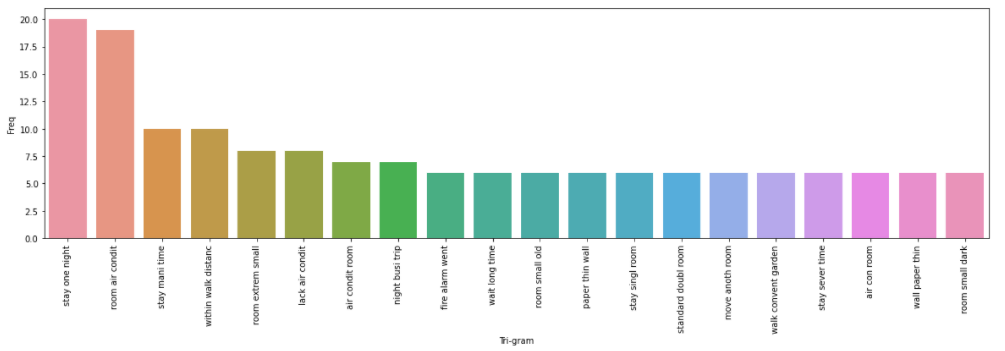 20.0
17.5
15.0
12.5
10.0
7.5
5.0
2.5
0.0
Freq
stay one night
room air condit
stay mani time
within walk distanc
room extrem small
lack air condit
air condit room
night busi trip
fire alarm went
wait long time
room small old
paper thin wall
stay singl room
standard doubl room
move anoth room
walk convent garden
stay sever time
air con room
wall paper thin
room small dark
Tri-gram